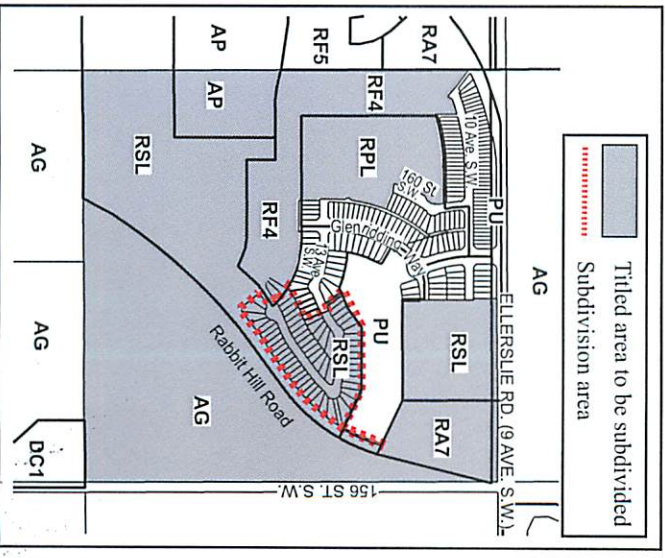 Titled area to be subdivided
Subdivision area
AG
ELLERSLIE RD. (9 AVE. S.W.)
PU
RA7
10 Ave. S.W.
RF5
RF4
RPL
160 St
S.W.
Glenridding Way
RSL
AP
AP
PU
RA7
13 Ave.
S.W.
RF4
RSL
RSL
Rabbit Hill Road
156 ST. S.W.
AG
AG
AG
DC1